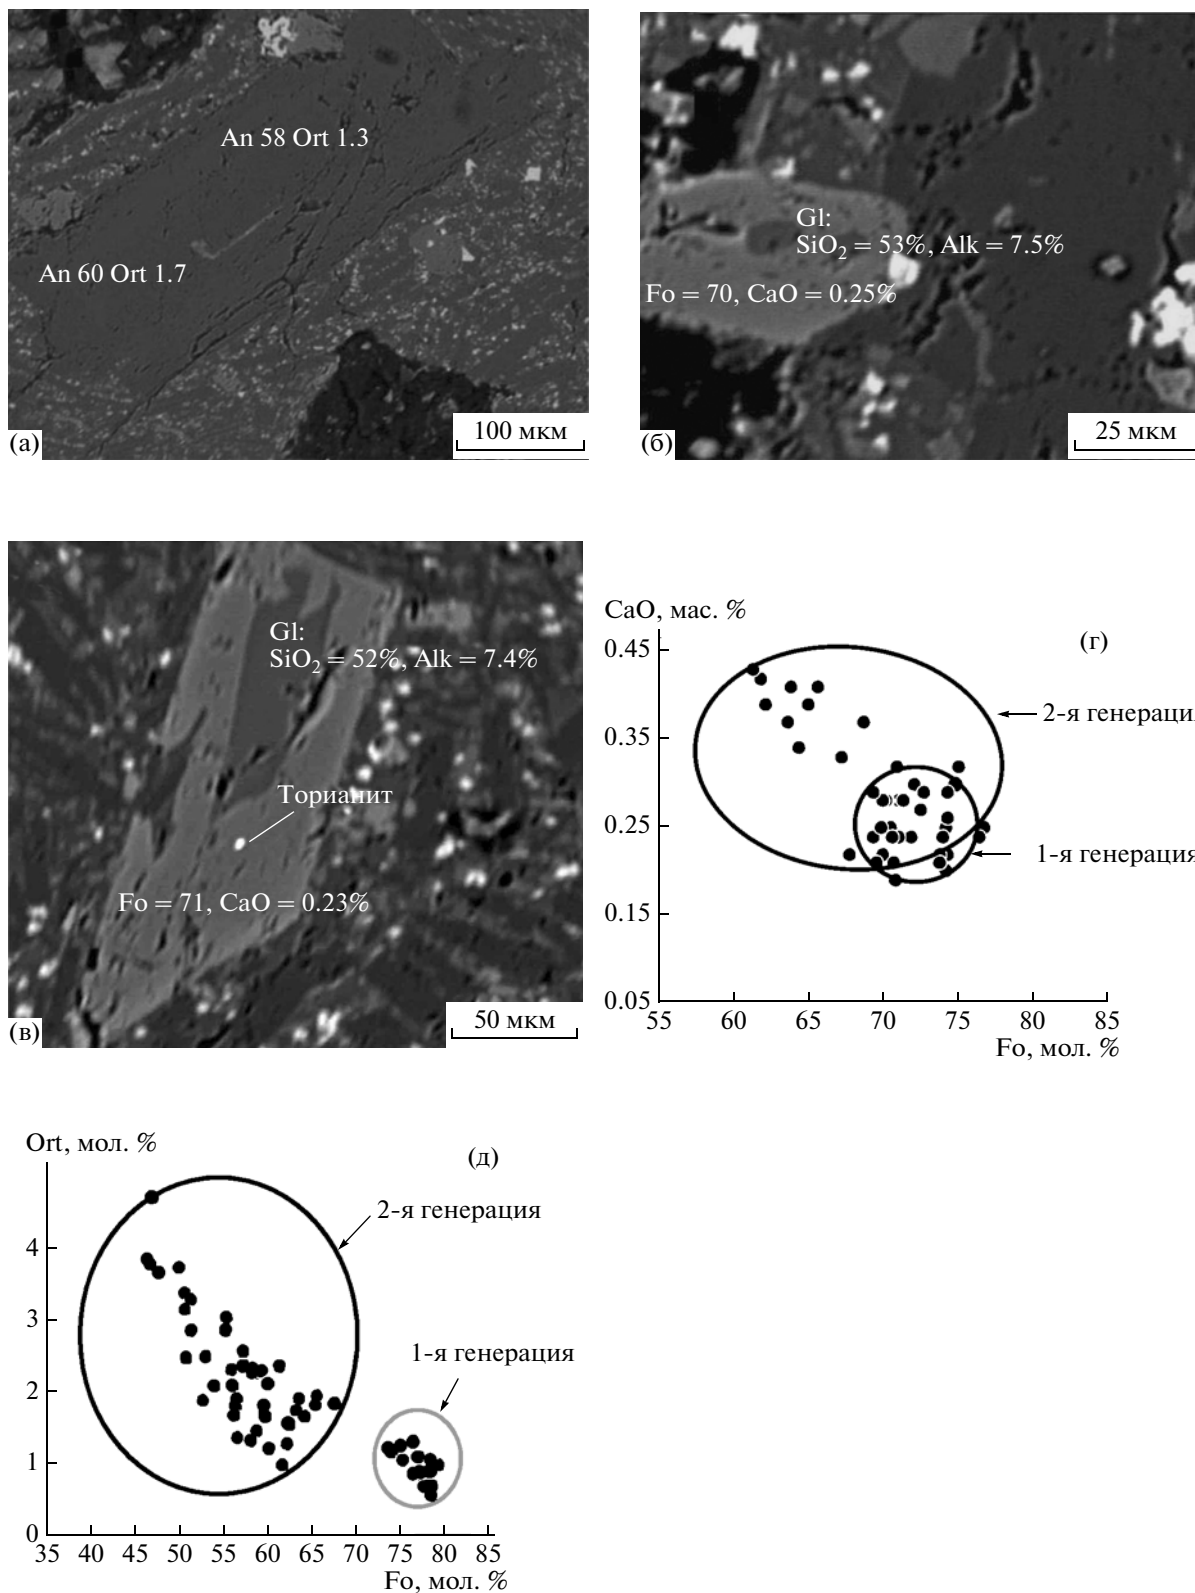 An 58 Ort 1.3
An 60 Ort 1.7
(а)
100 мкм
Gl:
SiO₂ = 53%, Alk = 7.5%
Fo = 70, CaO = 0.25%
(б)
25 мкм
Gl:
SiO₂ = 52%, Alk = 7.4%
Торианит
Fo = 71, CaO = 0.23%
(в)
50 мкм
CaO, мас. %
(г)
0.45
2-я генераци
0.35
0.25
1-я генерация
0.15
0.05
55 60 65 70 75 80 85
Fo, мол. %
Ort, мол. %
(д)
2-я генерация
4
3
1-я генерация
2
1
0
35 40 45 50 55 60 65 70 75 80 85
Fo, мол. %